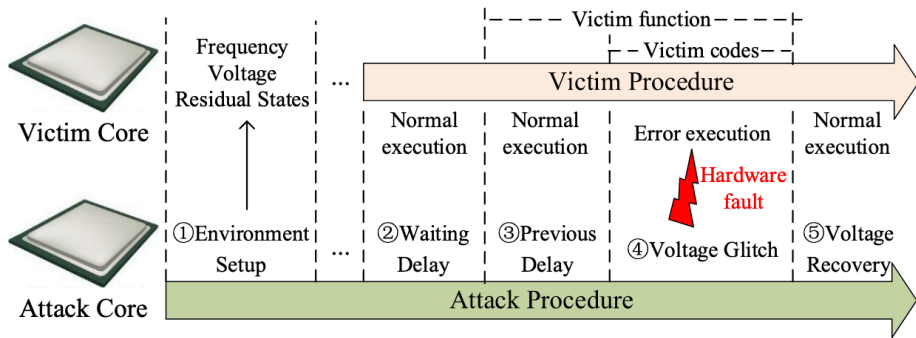 Victim function
Victim codes
Frequency
Voltage
Residual States
...
Victim Procedure
Victim Core
Normal
execution
Normal
execution
Error execution
Normal
execution
Hardware
fault
①Environment
Setup
...
②Waiting
Delay
③Previous
Delay
④Voltage Glitch
⑤Voltage
Recovery
Attack Procedure
Attack Core